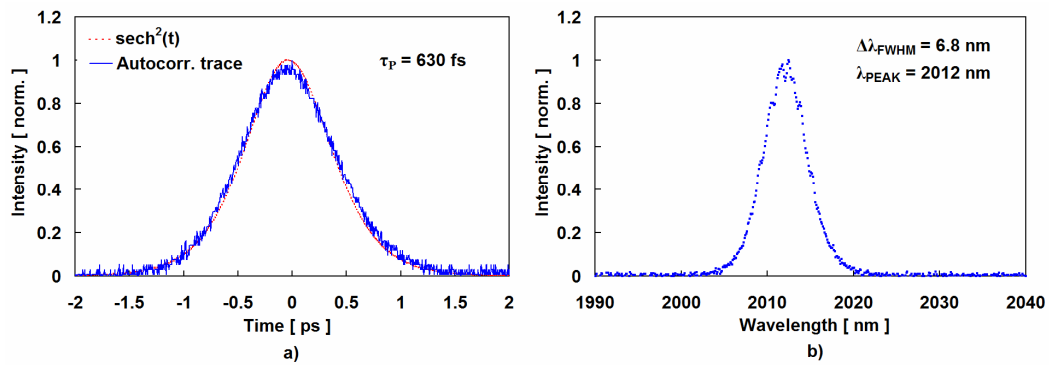 1.2
1
0.8
0.6
0.4
0.2
0
Intensity [ norm. ]
sech²(t)
Autocorr. trace
τP = 630 fs
-2 -1.5 -1 -0.5 0 0.5 1 1.5 2
Time [ ps ]
a)
1.2
1
0.8
0.6
0.4
0.2
0
Intensity [ norm. ]
ΔλFWHM = 6.8 nm
λPEAK = 2012 nm
1990 2000 2010 2020 2030 2040
Wavelength [ nm ]
b)